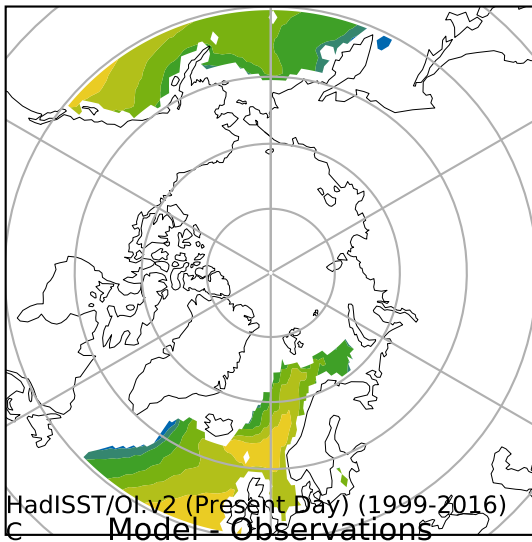 HadISST/OI.v2 (Present Day) (1999-2016)
C Model - Observations